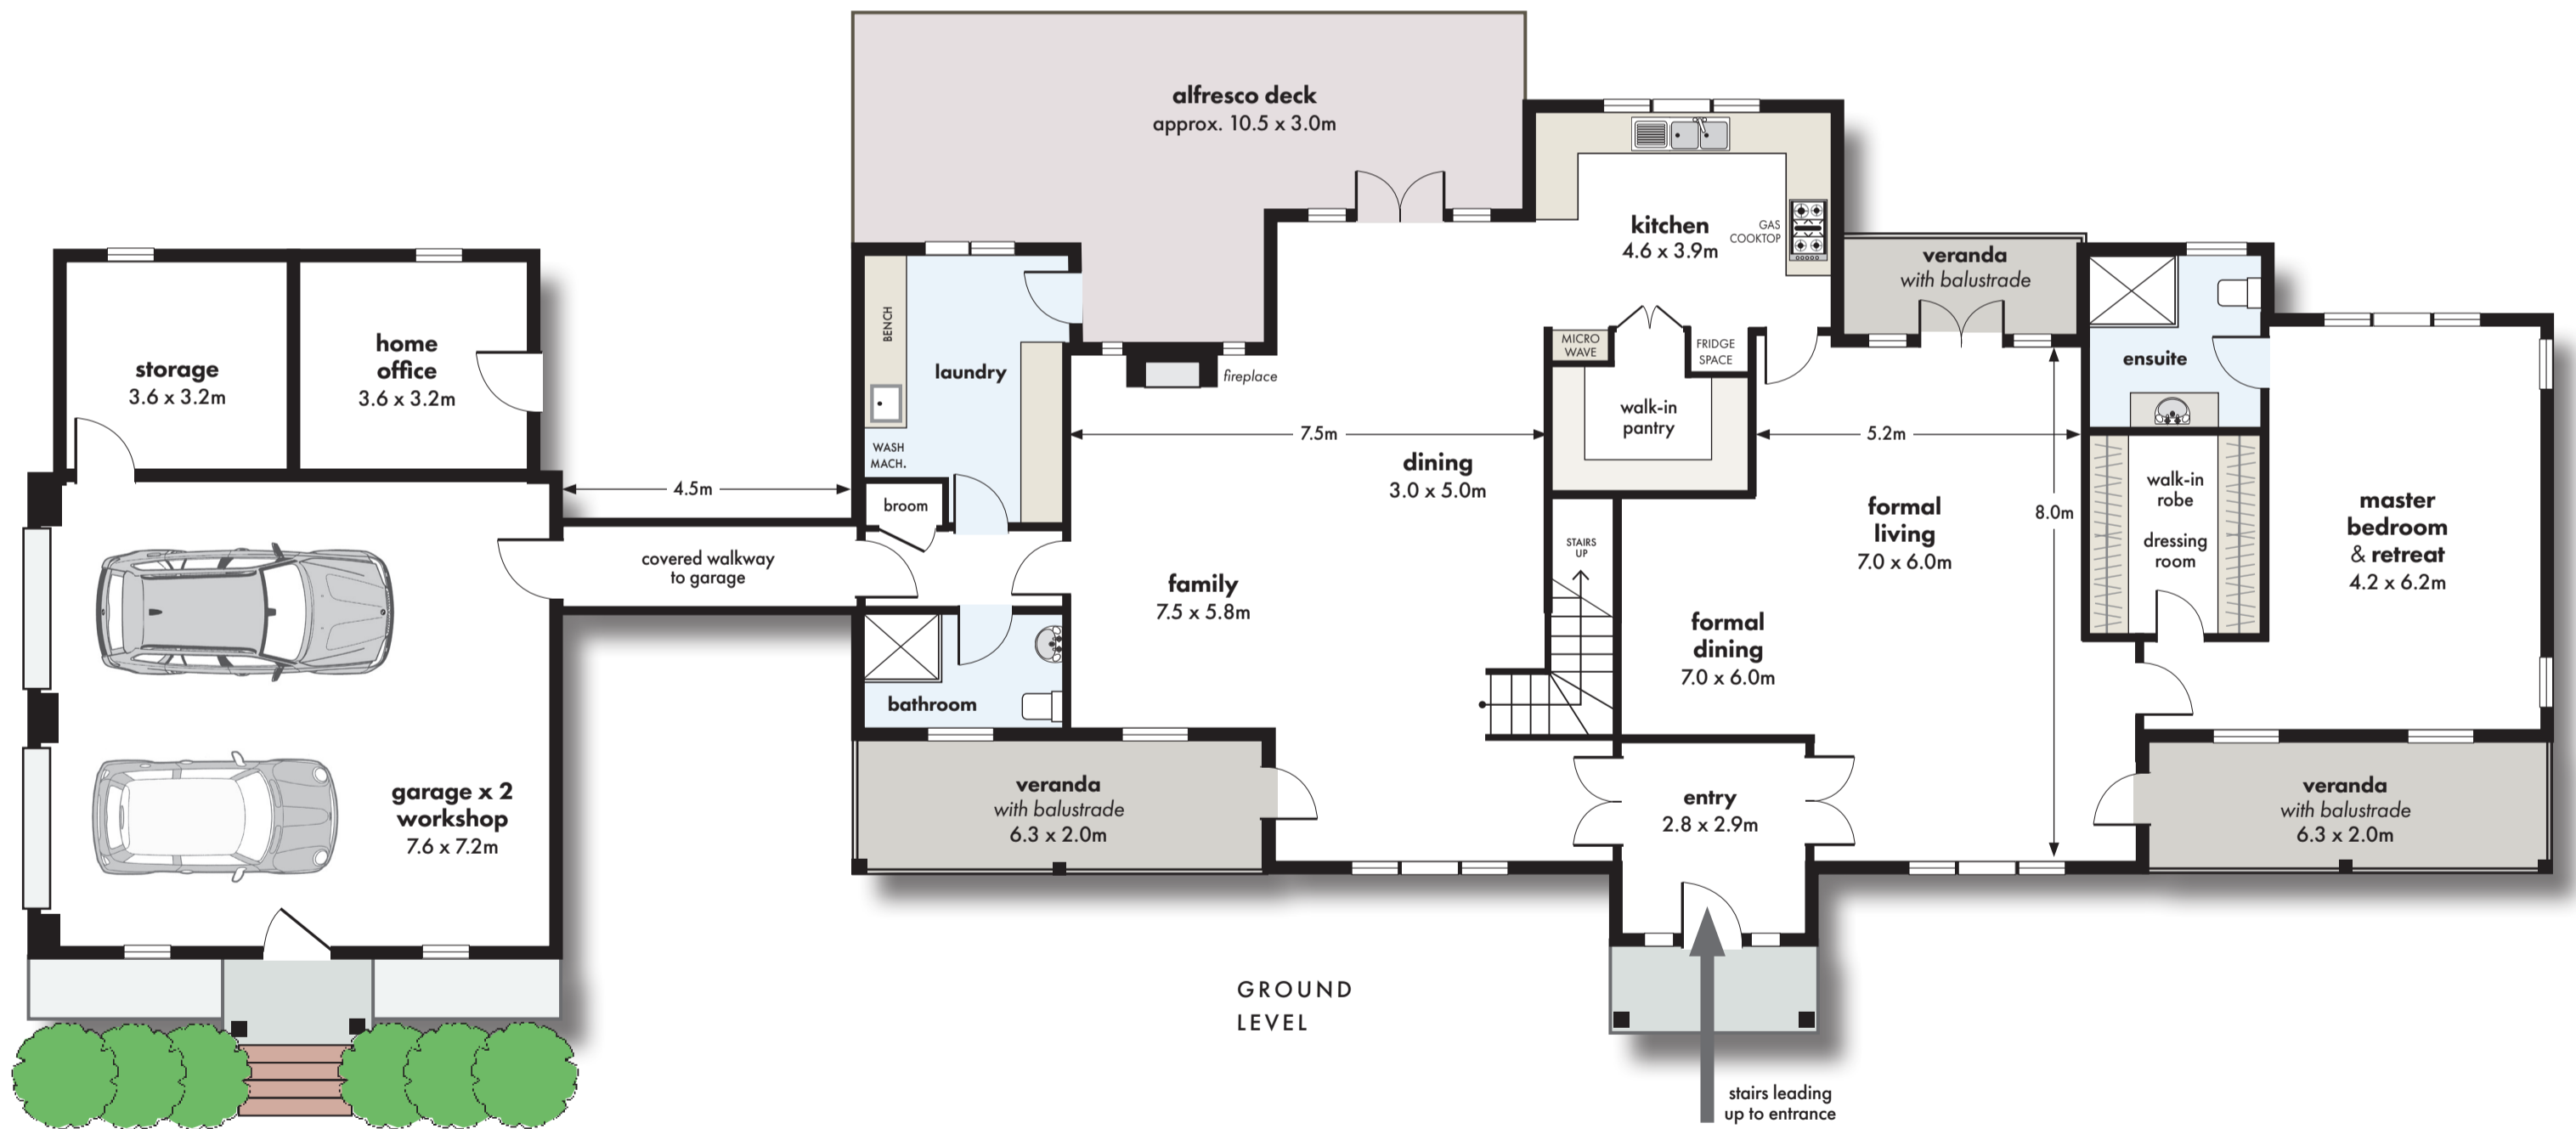 alfresco deck
approx. 10.5 x 3.0m
kitchen
4.6 x 3.9m
GAS
COOKTOP
veranda
with balustrade
storage
3.6 x 3.2m
home
office
3.6 x 3.2m
BENCH
laundry
WASH
MACH.
broom
fireplace
MICRO
WAVE
FRIDGE
SPACE
walk-in
pantry
ensuite
7.5m
5.2m
4.5m
8.0m
dining
3.0 x 5.0m
formal
living
7.0 x 6.0m
walk-in
robe
dressing
room
master
bedroom
& retreat
4.2 x 6.2m
covered walkway
to garage
STAIRS
UP
family
7.5 x 5.8m
formal
dining
7.0 x 6.0m
bathroom
garage x 2
workshop
7.6 x 7.2m
veranda
with balustrade
6.3 x 2.0m
entry
2.8 x 2.9m
veranda
with balustrade
6.3 x 2.0m
GROUND
LEVEL
stairs leading
up to entrance